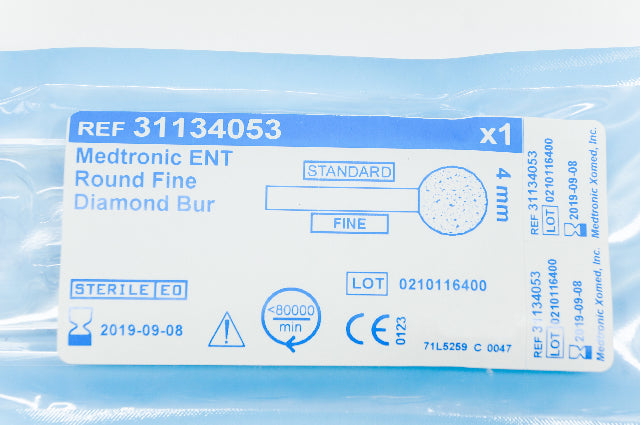 REF 31134053 x1
Medtronic ENT
Round Fine
Diamond Bur
STANDARD
FINE
4 mm
STERILE EO
LOT 0210116400
2019-09-08
<80000
min
CE
0123
71L5259 C 0047
REF 31134053
LOT 0210116400
2019-09-08
Medtronic Xomed, Inc.
REF 31134053
LOT 0210116400
2019-09-08
Medtronic Xomed, Inc.